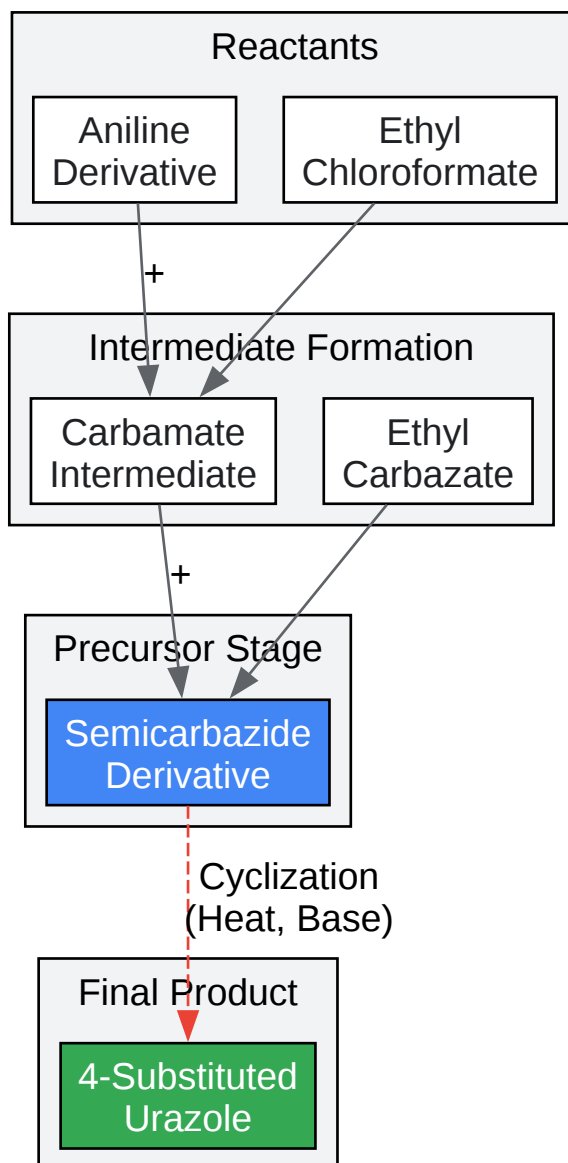 Reactants
Aniline
Derivative
Ethyl
Chloroformate
+
Intermediate Formation
Carbamate
Intermediate
Ethyl
Carbazate
+
Precursor Stage
Semicarbazide
Derivative
Cyclization
(Heat, Base)
Final Product
4-Substituted
Urazole